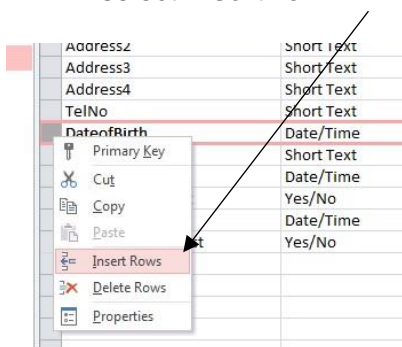 Address2 Short Text
Address3 Short Text
Address4 Short Text
TelNo Short Text
DateofBirth Date/Time
Primary Key Short Text
Cut Date/Time
Copy Yes/No
Paste Date/Time
t Yes/No
Insert Rows
Delete Rows
Properties